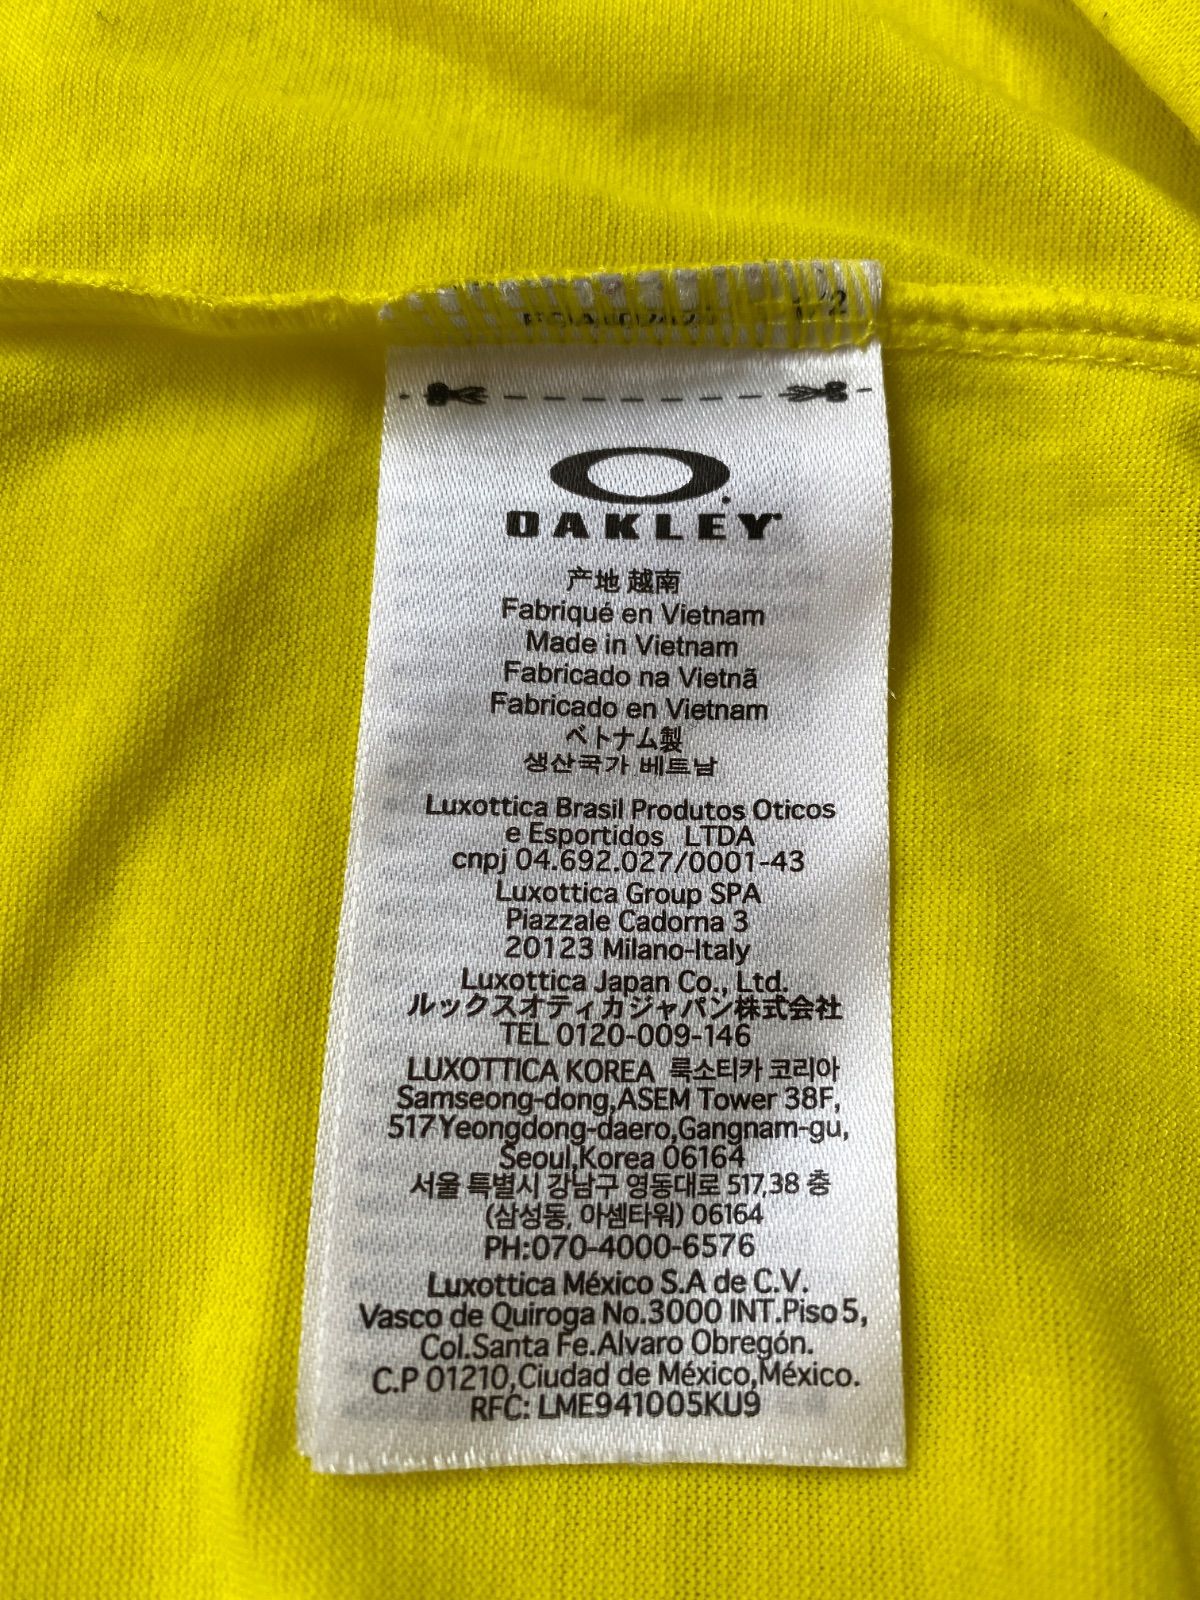 1/2
OAKLEY
产地 越南
Fabriqué en Vietnam
Made in Vietnam
Fabricado na Vietnã
Fabricado en Vietnam
ベトナム製
생산국가 베트남
Luxottica Brasil Produtos Oticos
e Esportidos LTDA
cnpj 04.692.027/0001-43
Luxottica Group SPA
Piazzale Cadorna 3
20123 Milano-Italy
Luxottica Japan Co., Ltd.
ルックスオティカジャパン株式会社
TEL 0120-009-146
LUXOTTICA KOREA 룩소티카 코리아
Samseong-dong,ASEM Tower 38F,
517Yeongdong-daero,Gangnam-gu,
Seoul,Korea 06164
서울 특별시 강남구 영동대로 517,38 층
(삼성동, 아셈타워) 06164
PH:070-4000-6576
Luxottica México S.A de C.V.
Vasco de Quiroga No.3000 INT.Piso 5,
Col.Santa Fe.Alvaro Obregón.
C.P 01210,Ciudad de México,México.
RFC: LME941005KU9